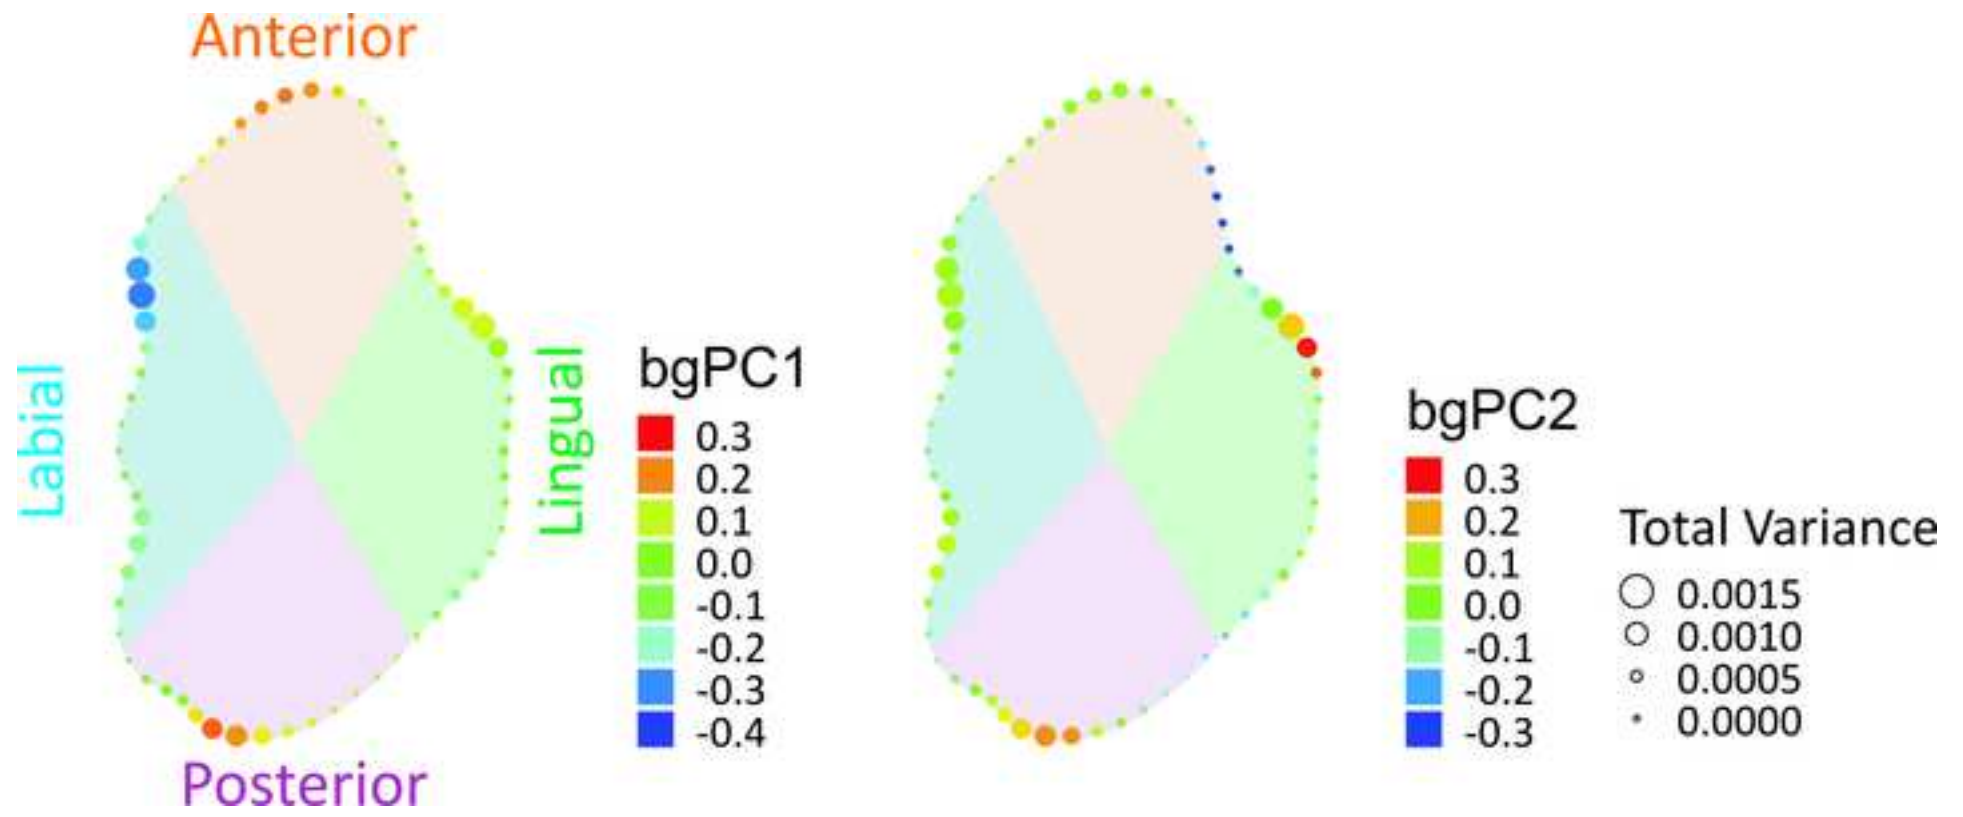 Anterior
Labial
Lingual
Posterior
bgPC1
0.3
0.2
0.1
0.0
-0.1
-0.2
-0.3
-0.4
bgPC2
0.3
0.2
0.1
0.0
-0.1
-0.2
-0.3
Total Variance
0.0015
0.0010
0.0005
0.0000